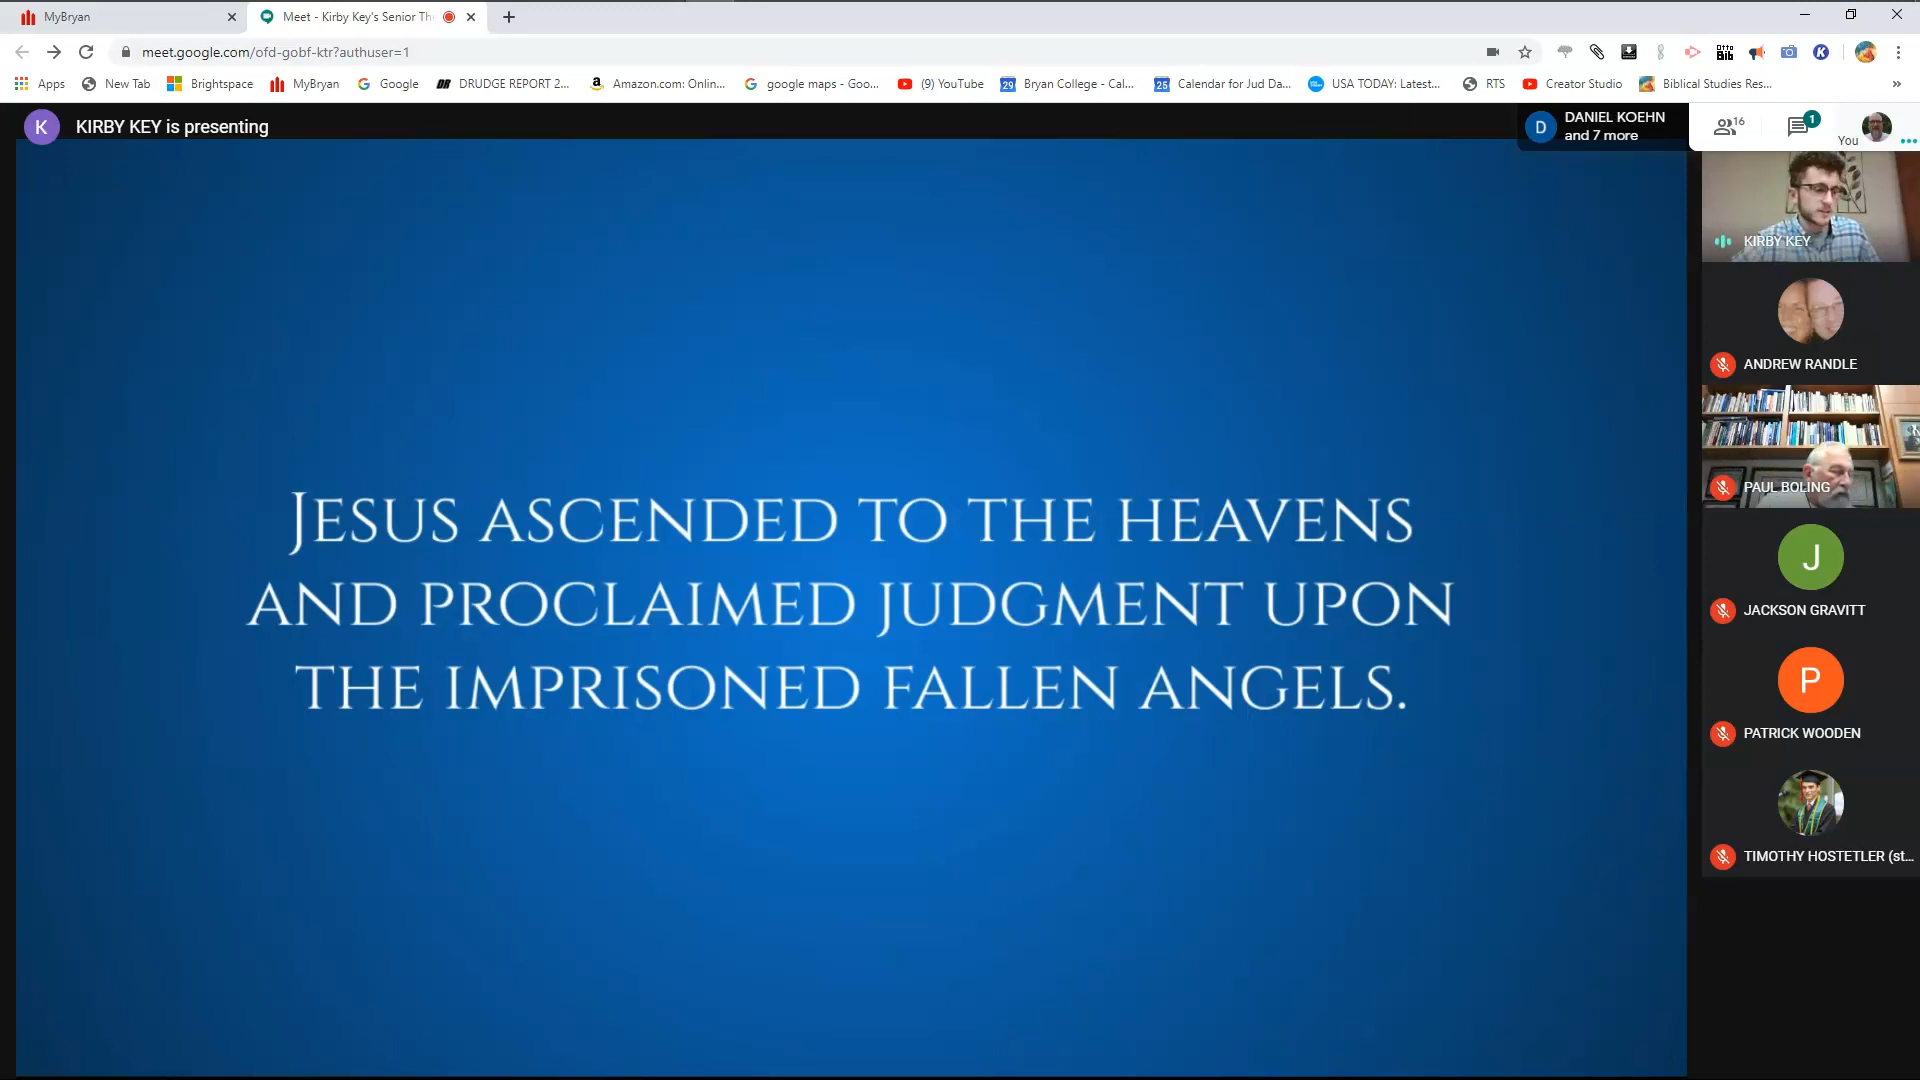 MyBryan
Meet - Kirby Key's Senior Th
meet.google.com/ofd-gobf-ktr?authuser=1
Apps
New Tab
Brightspace
MyBryan
Google
DR
DRUDGE REPORT 2...
Amazon.com: Onlin...
google maps - Goo...
(9) YouTube
29
Bryan College - Cal...
25
Calendar for Jud Da...
USA TODAY: Latest...
RTS
Creator Studio
Biblical Studies Res...
»
K
KIRBY KEY is presenting
D
DANIEL KOEHN
and 7 more
16
1
You
JESUS ASCENDED TO THE HEAVENS
AND PROCLAIMED JUDGMENT UPON
THE IMPRISONED FALLEN ANGELS.
KIRBY KEY
ANDREW RANDLE
PAUL BOLING
J
JACKSON GRAVITT
P
PATRICK WOODEN
TIMOTHY HOSTETLER (st...